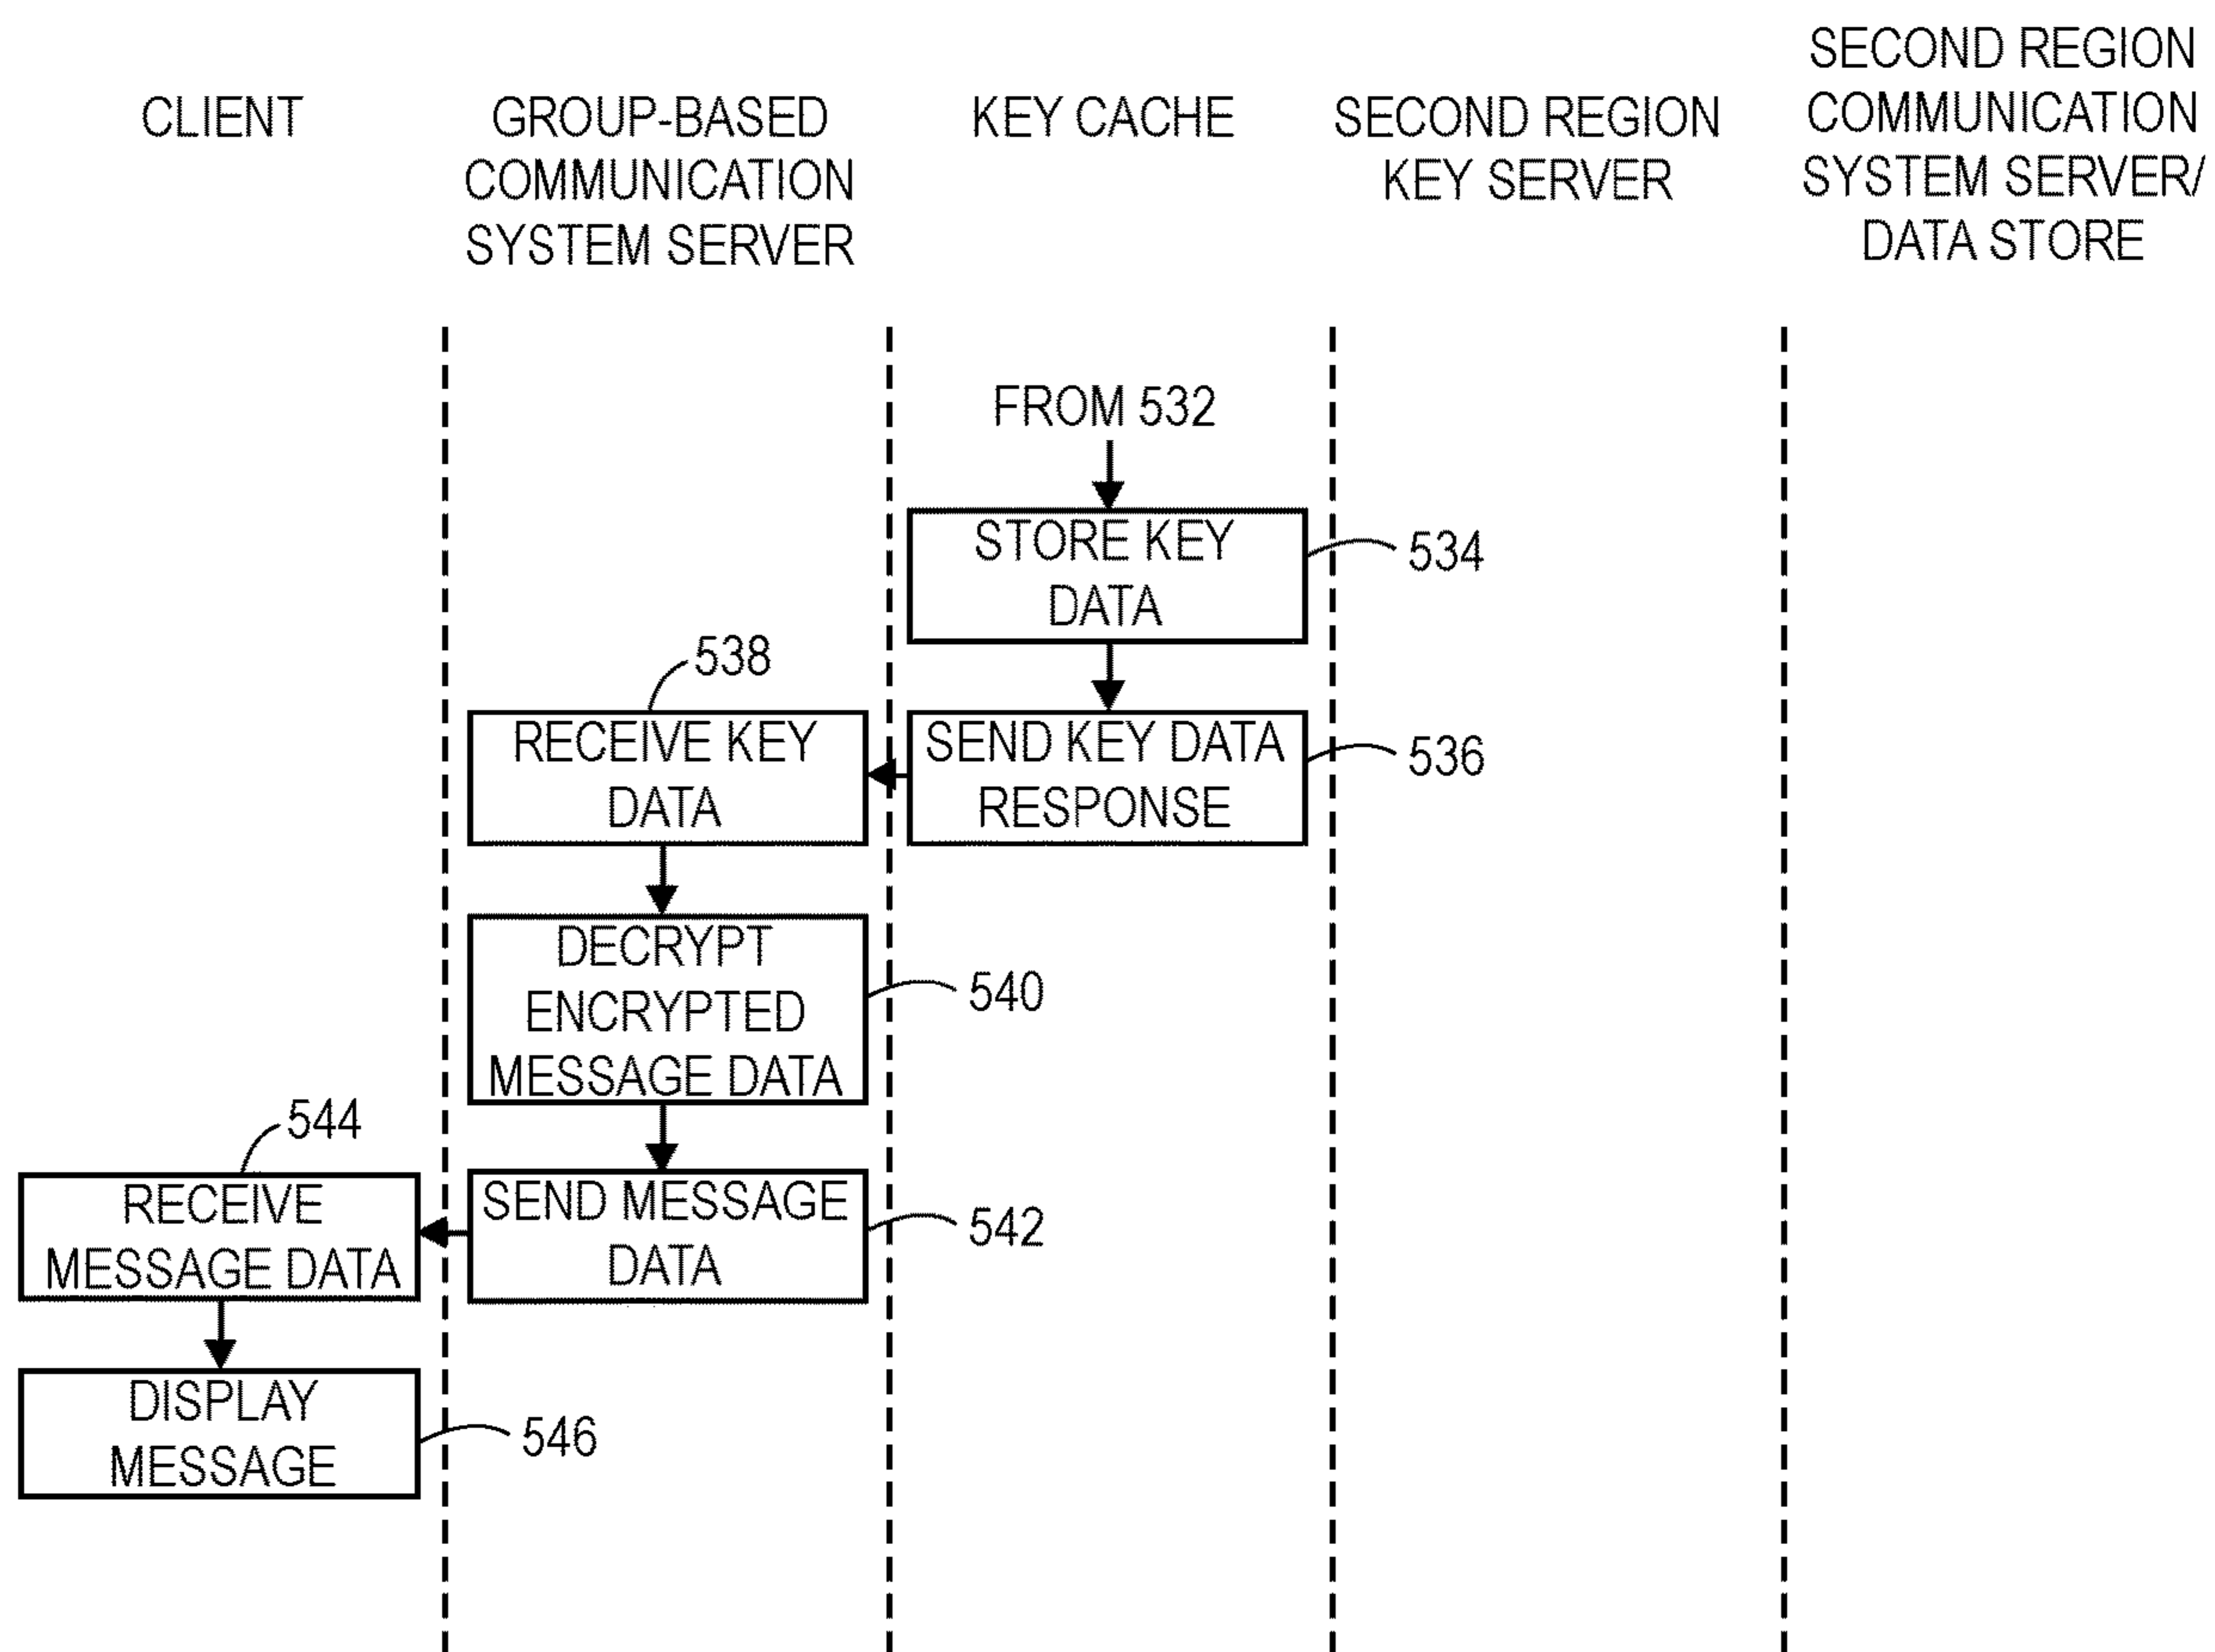 CLIENT
GROUP-BASED
COMMUNICATION
SYSTEM SERVER
KEY CACHE
SECOND REGION
KEY SERVER
SECOND REGION
COMMUNICATION
SYSTEM SERVER/
DATA STORE
FROM 532
STORE KEY
DATA
534
SEND KEY DATA
RESPONSE
536
538
RECEIVE KEY
DATA
DECRYPT
ENCRYPTED
MESSAGE DATA
540
SEND MESSAGE
DATA
542
544
RECEIVE
MESSAGE DATA
DISPLAY
MESSAGE
546